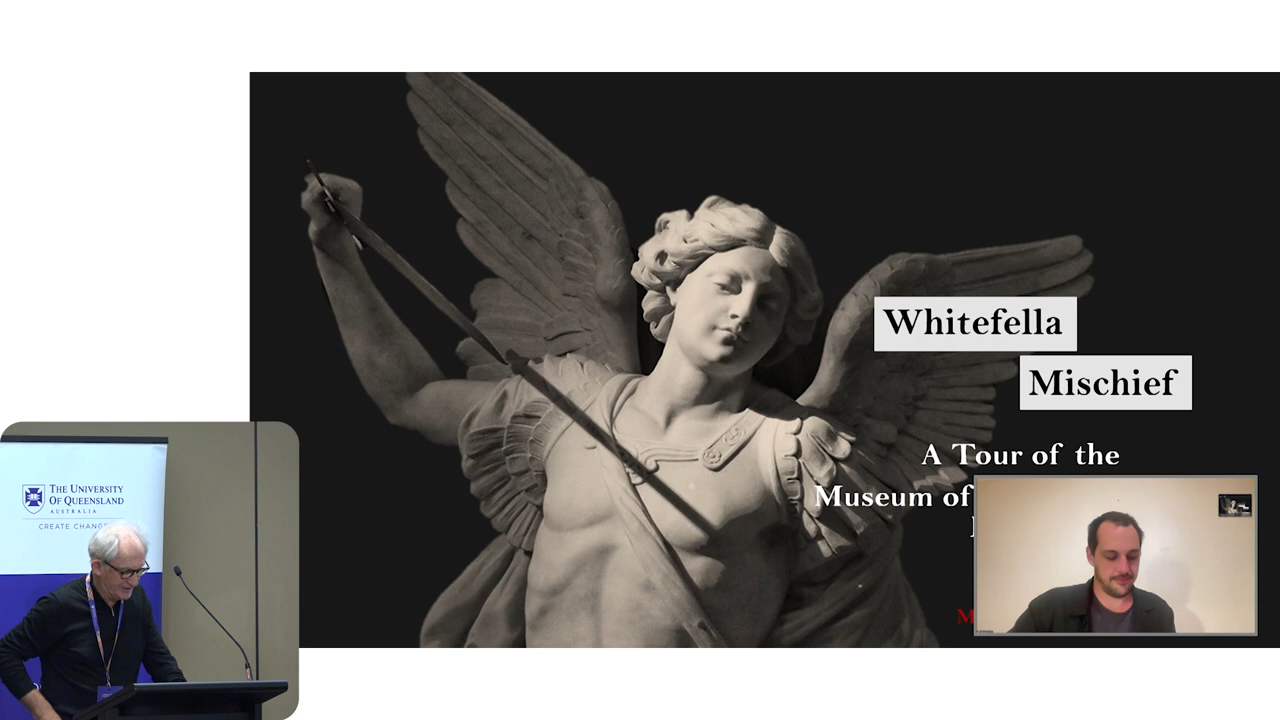 Whitefella
Mischief
A Tour of the
Museum of
THE UNIVERSITY
OF QUEENSLAND
AUSTRALIA
CREATE CHANGE